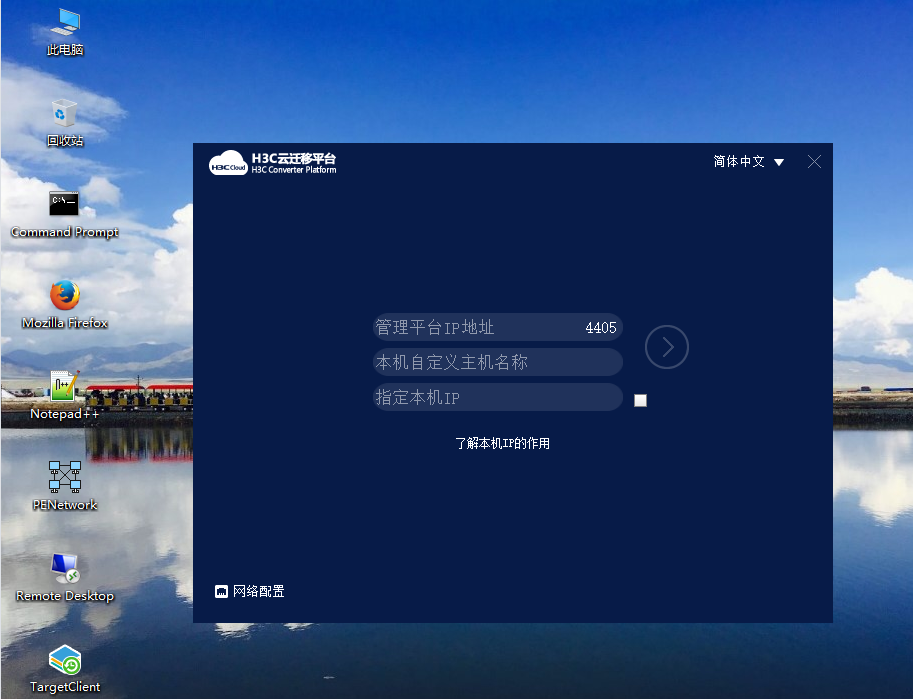 此电脑
回收站
C:\._
Command Prompt
Mozilla Firefox
n++
Notepad++
PENetwork
Remote Desktop
TargetClient
H3C Cloud
H3C云迁移平台
H3C Converter Platform
简体中文
管理平台IP地址 4405
本机自定义主机名称
指定本机IP
了解本机IP的作用
网络配置